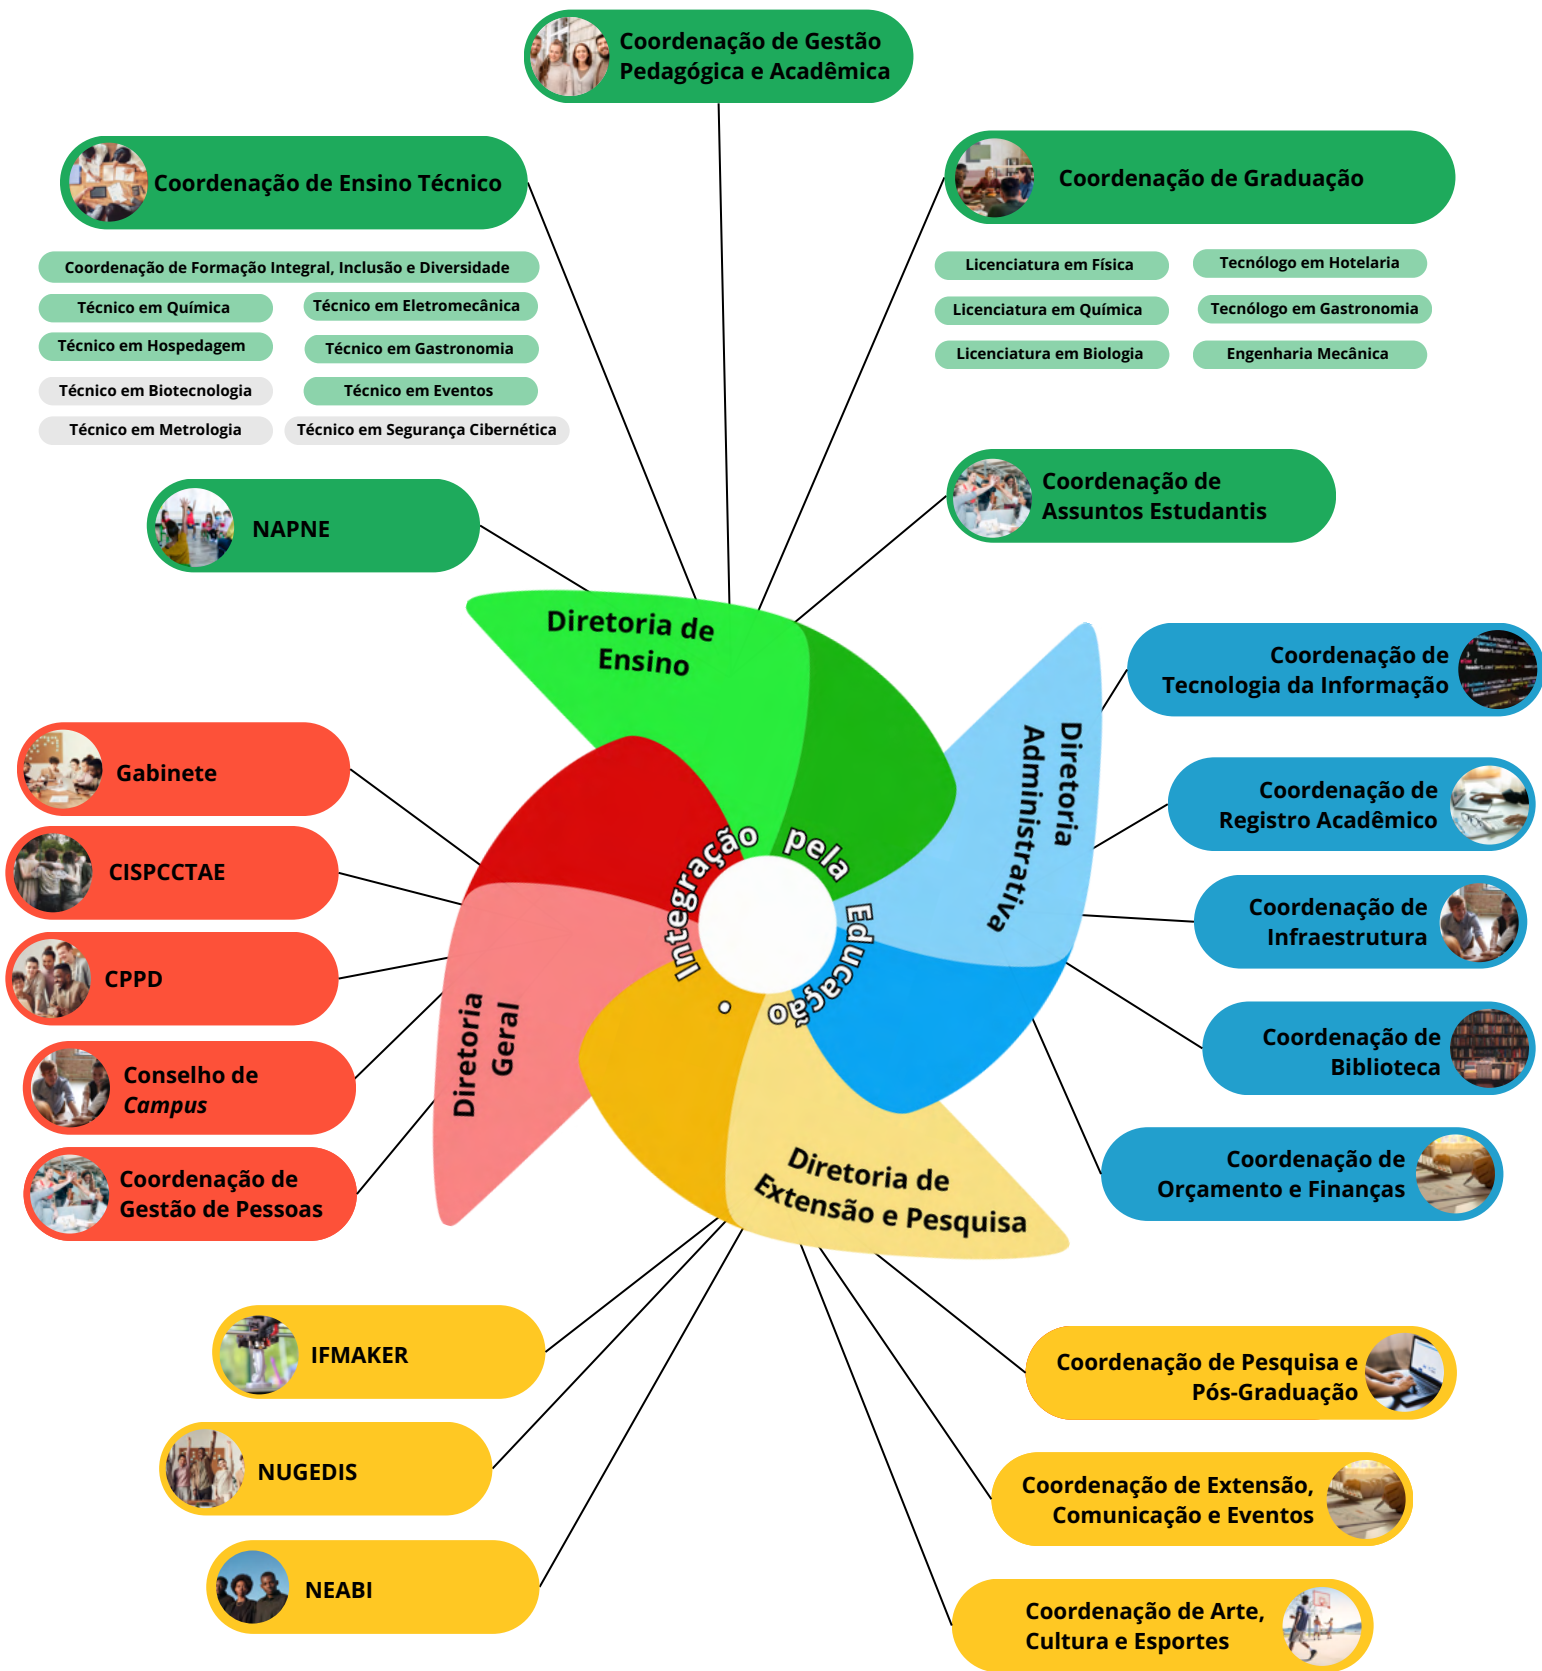 Coordenação de Gestão
Pedagógica e Acadêmica
Coordenação de Ensino Técnico
Coordenação de Formação Integral, Inclusão e Diversidade
Técnico em Química
Técnico em Eletromecânica
Técnico em Hospedagem
Técnico em Gastronomia
Técnico em Biotecnologia
Técnico em Eventos
Técnico em Metrologia
Técnico em Segurança Cibernética
Coordenação de Graduação
Licenciatura em Física
Tecnólogo em Hotelaria
Licenciatura em Química
Tecnólogo em Gastronomia
Licenciatura em Biologia
Engenharia Mecânica
NAPNE
Coordenação de
Assuntos Estudantis
Diretoria de
Ensino
Diretoria
Administrativa
Coordenação de
Tecnologia da Informação
Coordenação de
Registro Acadêmico
Coordenação de
Infraestrutura
Coordenação de
Biblioteca
Coordenação de
Orçamento e Finanças
Gabinete
CISPCCTAE
CPPD
Conselho de
Campus
Coordenação de
Gestão de Pessoas
Diretoria
Geral
Integração pela Educação •
Diretoria de
Extensão e Pesquisa
IFMAKER
NUGEDIS
NEABI
Coordenação de Pesquisa e
Pós-Graduação
Coordenação de Extensão,
Comunicação e Eventos
Coordenação de Arte,
Cultura e Esportes